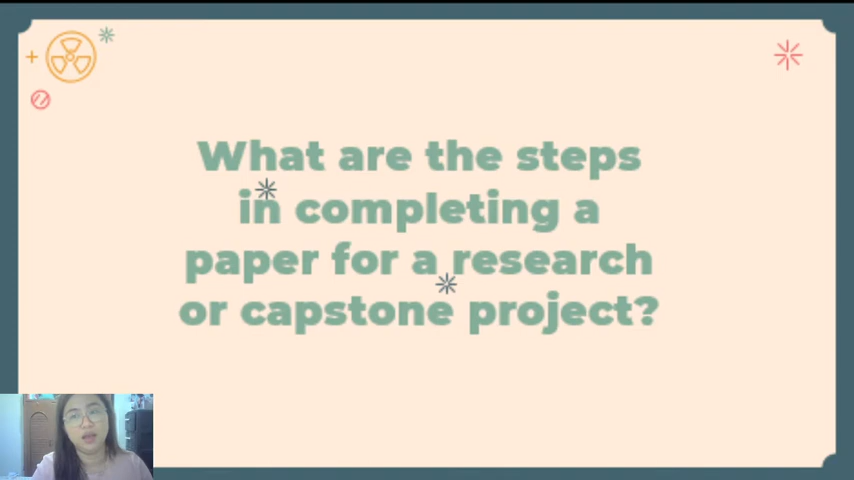 What are the steps
in completing a
paper for a research
or capstone project?